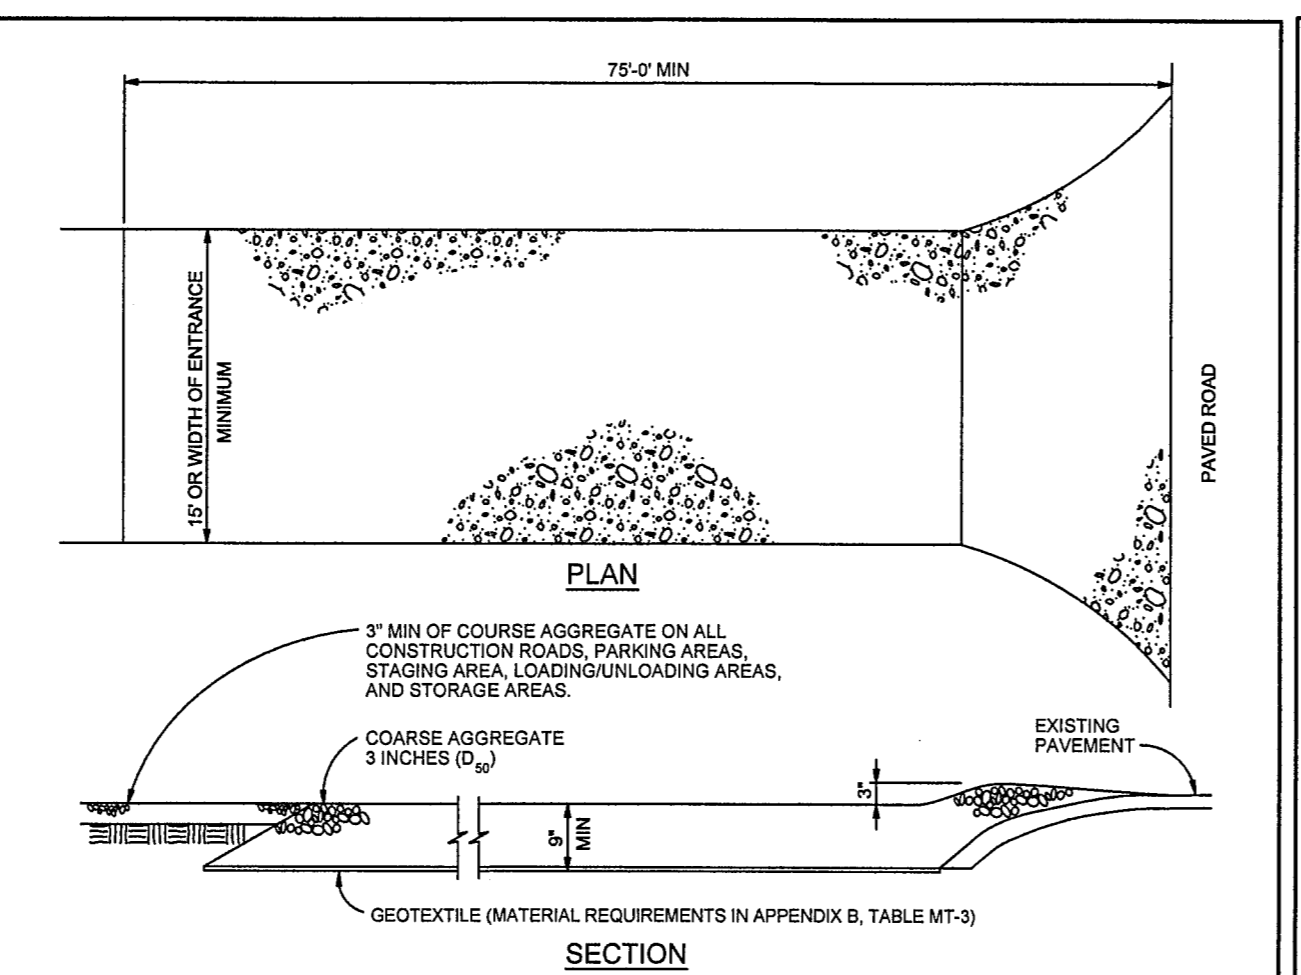 75'-0' MIN
15' OR WIDTH OF ENTRANCE
MINIMUM
PAVED ROAD
PLAN
3" MIN OF COURSE AGGREGATE ON ALL
CONSTRUCTION ROADS, PARKING AREAS,
STAGING AREA, LOADING/UNLOADING AREAS,
AND STORAGE AREAS.
COARSE AGGREGATE
3 INCHES (D50)
EXISTING
PAVEMENT
3"
9"
MIN
GEOTEXTILE (MATERIAL REQUIREMENTS IN APPENDIX B, TABLE MT-3)
SECTION